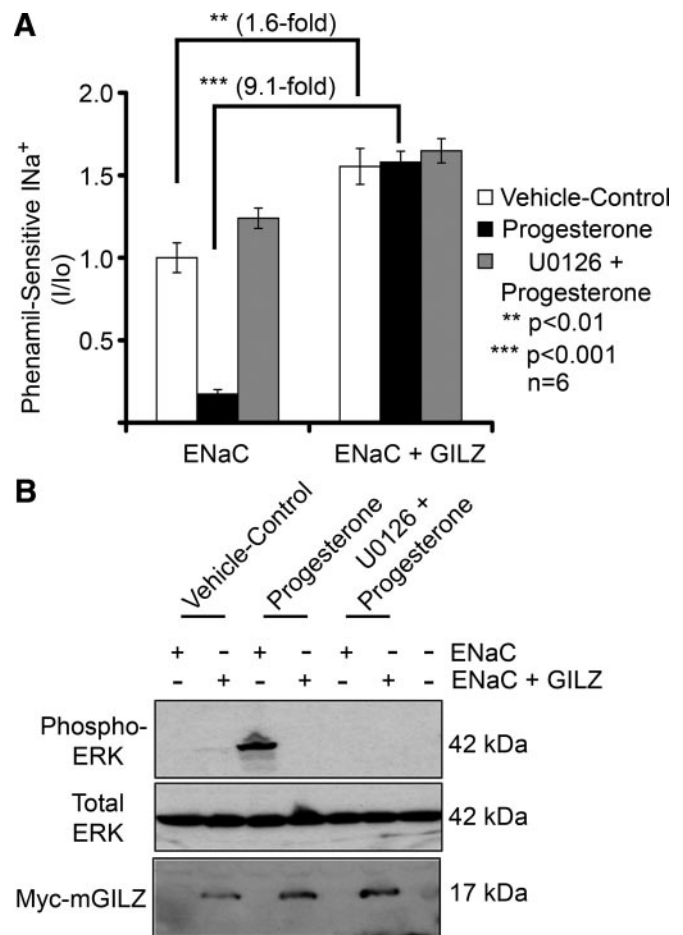 A
** (1.6-fold)
*** (9.1-fold)
Phenamil-Sensitive INa⁺
(I/Io)
2.0
1.5
1.0
0.5
ENaC
ENaC + GILZ
Vehicle-Control
Progesterone
U0126 +
Progesterone
** p<0.01
*** p<0.001
n=6
B
Vehicle-Control
Progesterone
U0126 +
Progesterone
+ - + - + - - ENaC
- + - + - + - ENaC + GILZ
Phospho-
ERK
42 kDa
Total
ERK
42 kDa
Myc-mGILZ
17 kDa